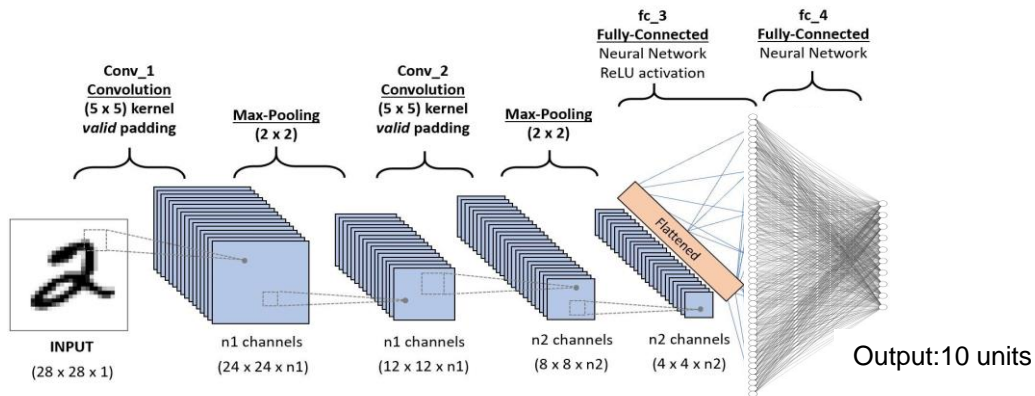 Conv_1
Convolution
(5 x 5) kernel
valid padding
Max-Pooling
(2 x 2)
Conv_2
Convolution
(5 x 5) kernel
valid padding
Max-Pooling
(2 x 2)
fc_3
Fully-Connected
Neural Network
ReLU activation
fc_4
Fully-Connected
Neural Network
Flattened
INPUT
(28 x 28 x 1)
n1 channels
(24 x 24 x n1)
n1 channels
(12 x 12 x n1)
n2 channels
(8 x 8 x n2)
n2 channels
(4 x 4 x n2)
Output:10 units
2